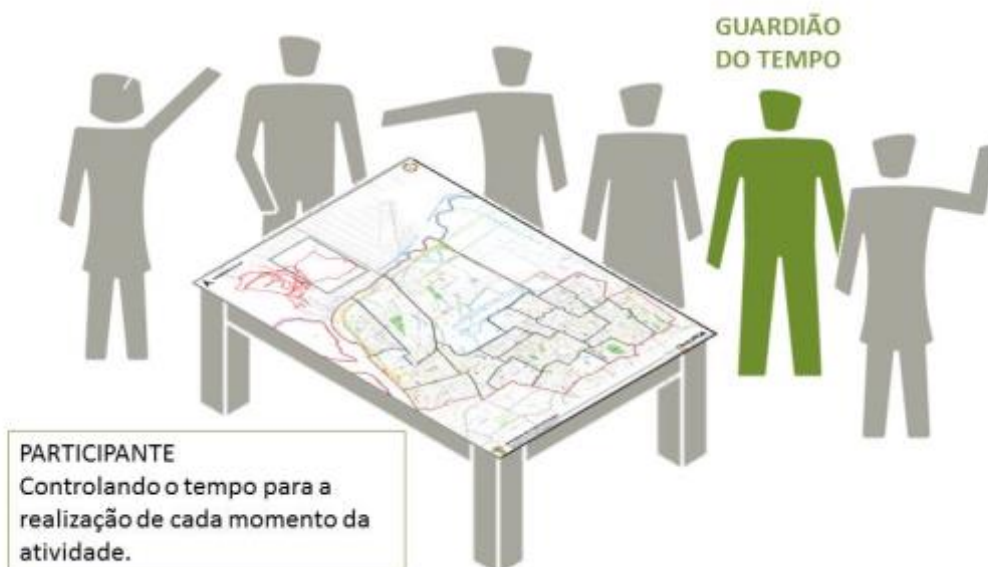 GUARDIÃO
DO TEMPO
PARTICIPANTE
Controlando o tempo para a
realização de cada momento da
atividade.